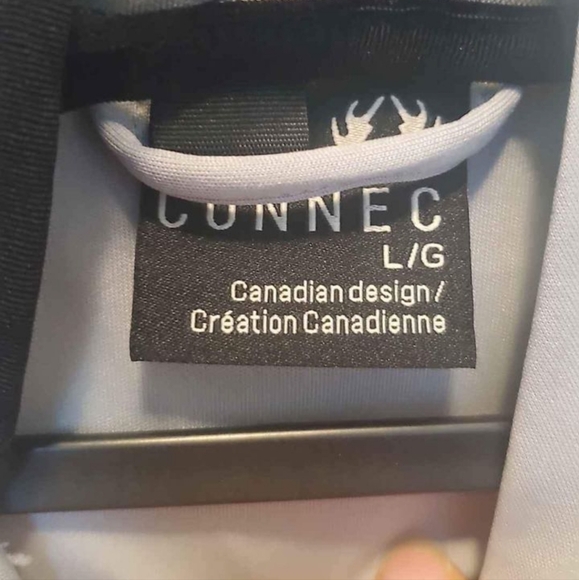 CONNEC
L/G
Canadian design/
Création Canadienne